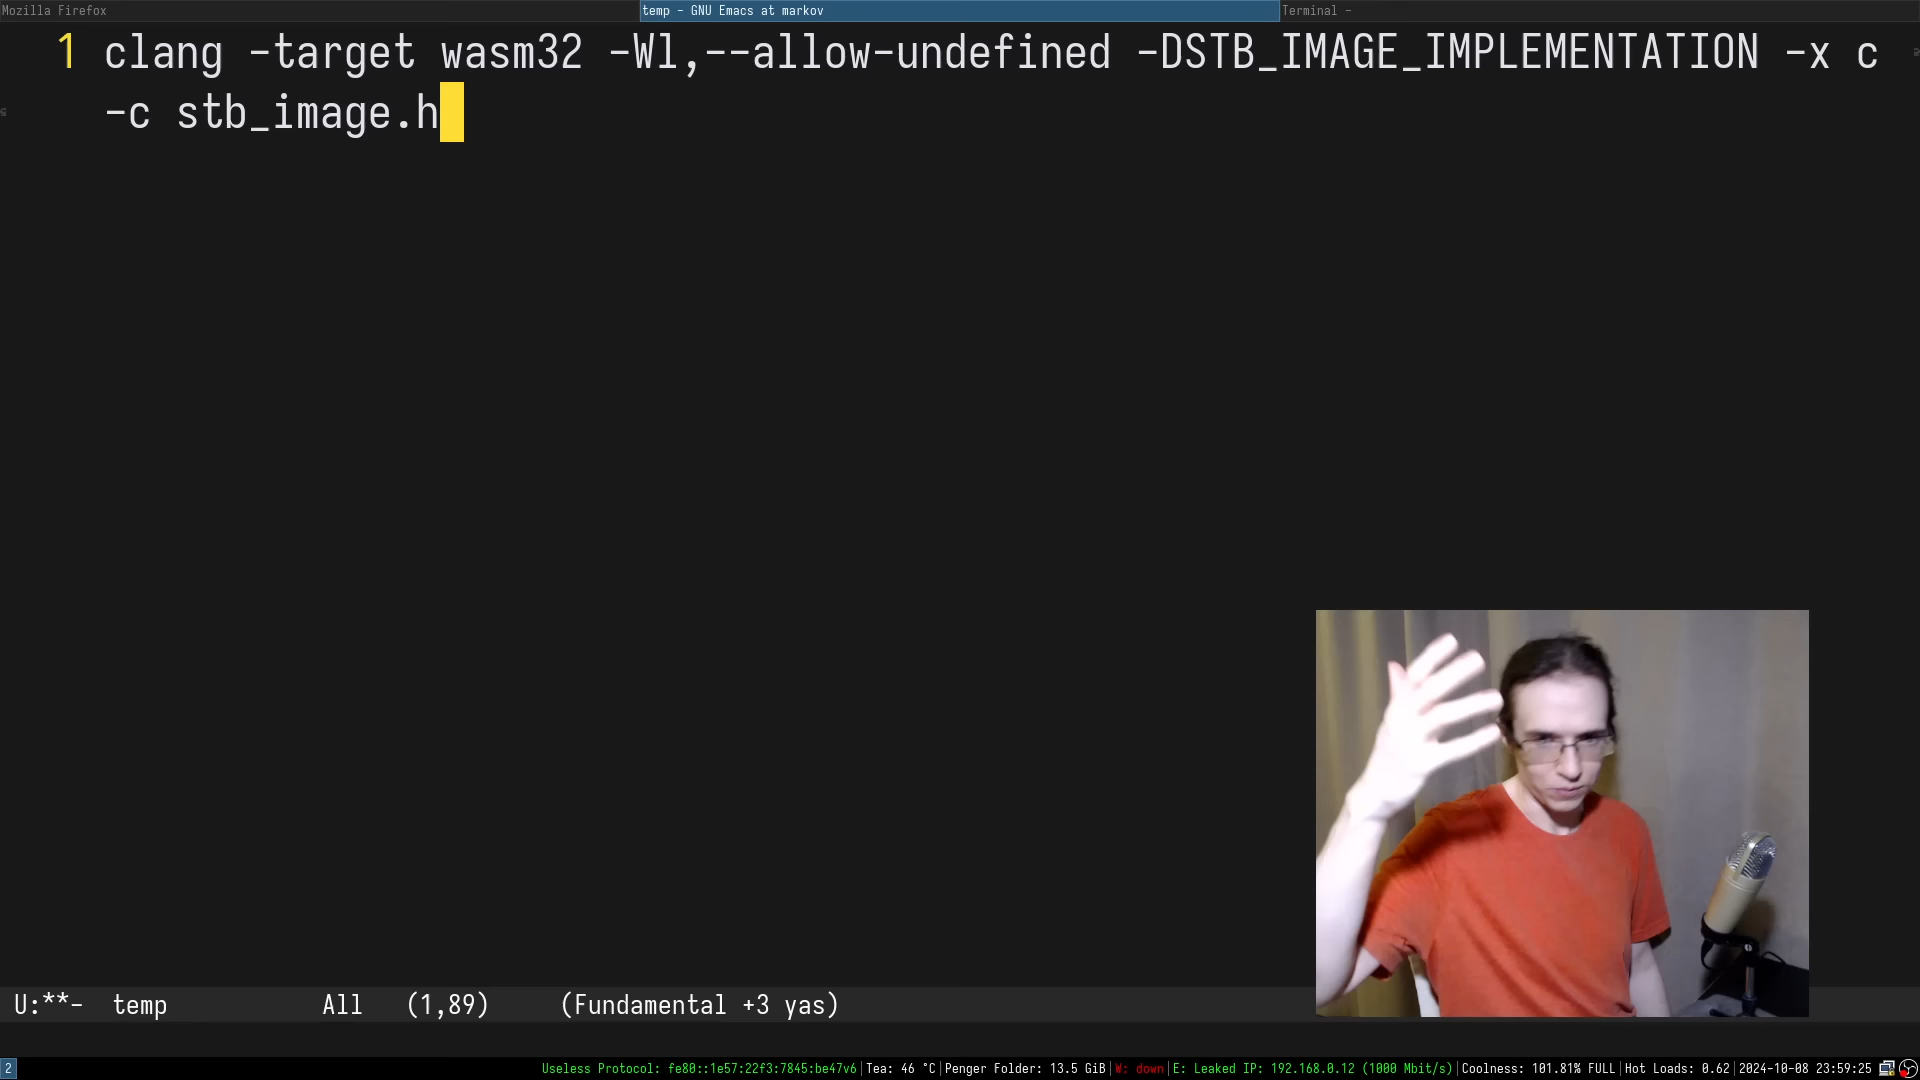 Mozilla Firefox
temp - GNU Emacs at markov
Terminal -
1 clang -target wasm32 -Wl,--allow-undefined -DSTB_IMAGE_IMPLEMENTATION -x c
-c stb_image.h
U:**- temp All (1,89) (Fundamental +3 yas)
2 Useless Protocol: fe80::1e57:22f3:7845:be47v6|Tea: 46 °C|Penger Folder: 13.5 GiB|W: down|E: Leaked IP: 192.168.0.12 (1000 Mbit/s)|Coolness: 101.81% FULL|Hot Loads: 0.62|2024-10-08 23:59:25